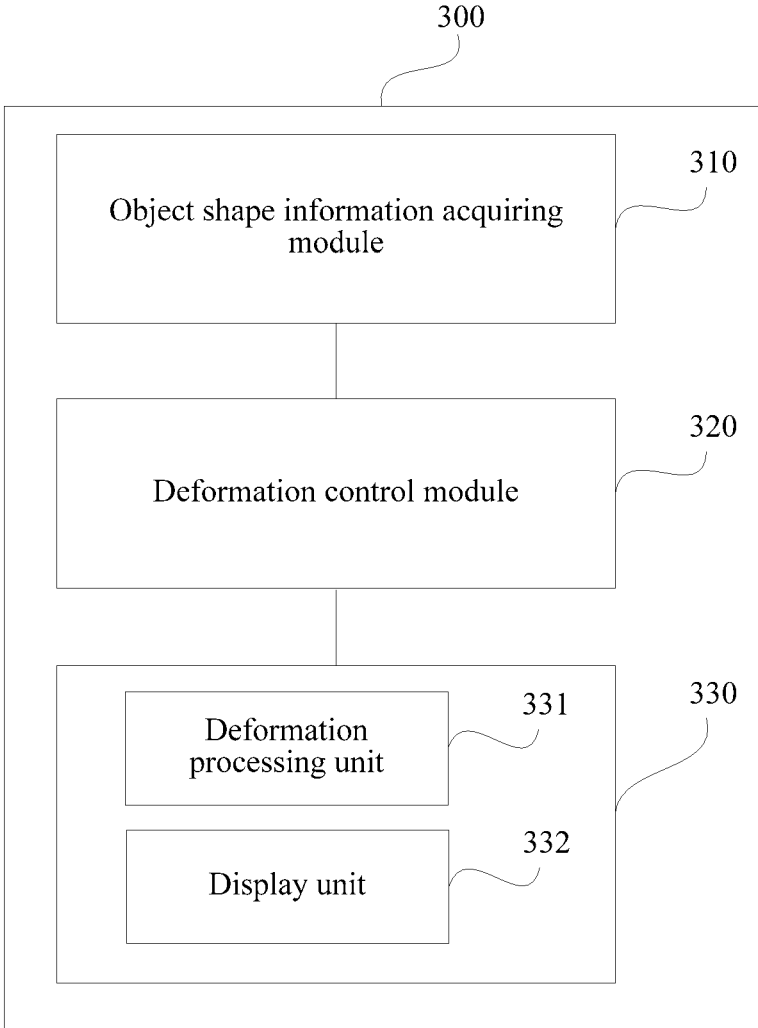 300
310
Object shape information acquiring
module
320
Deformation control module
330
331
Deformation
processing unit
332
Display unit